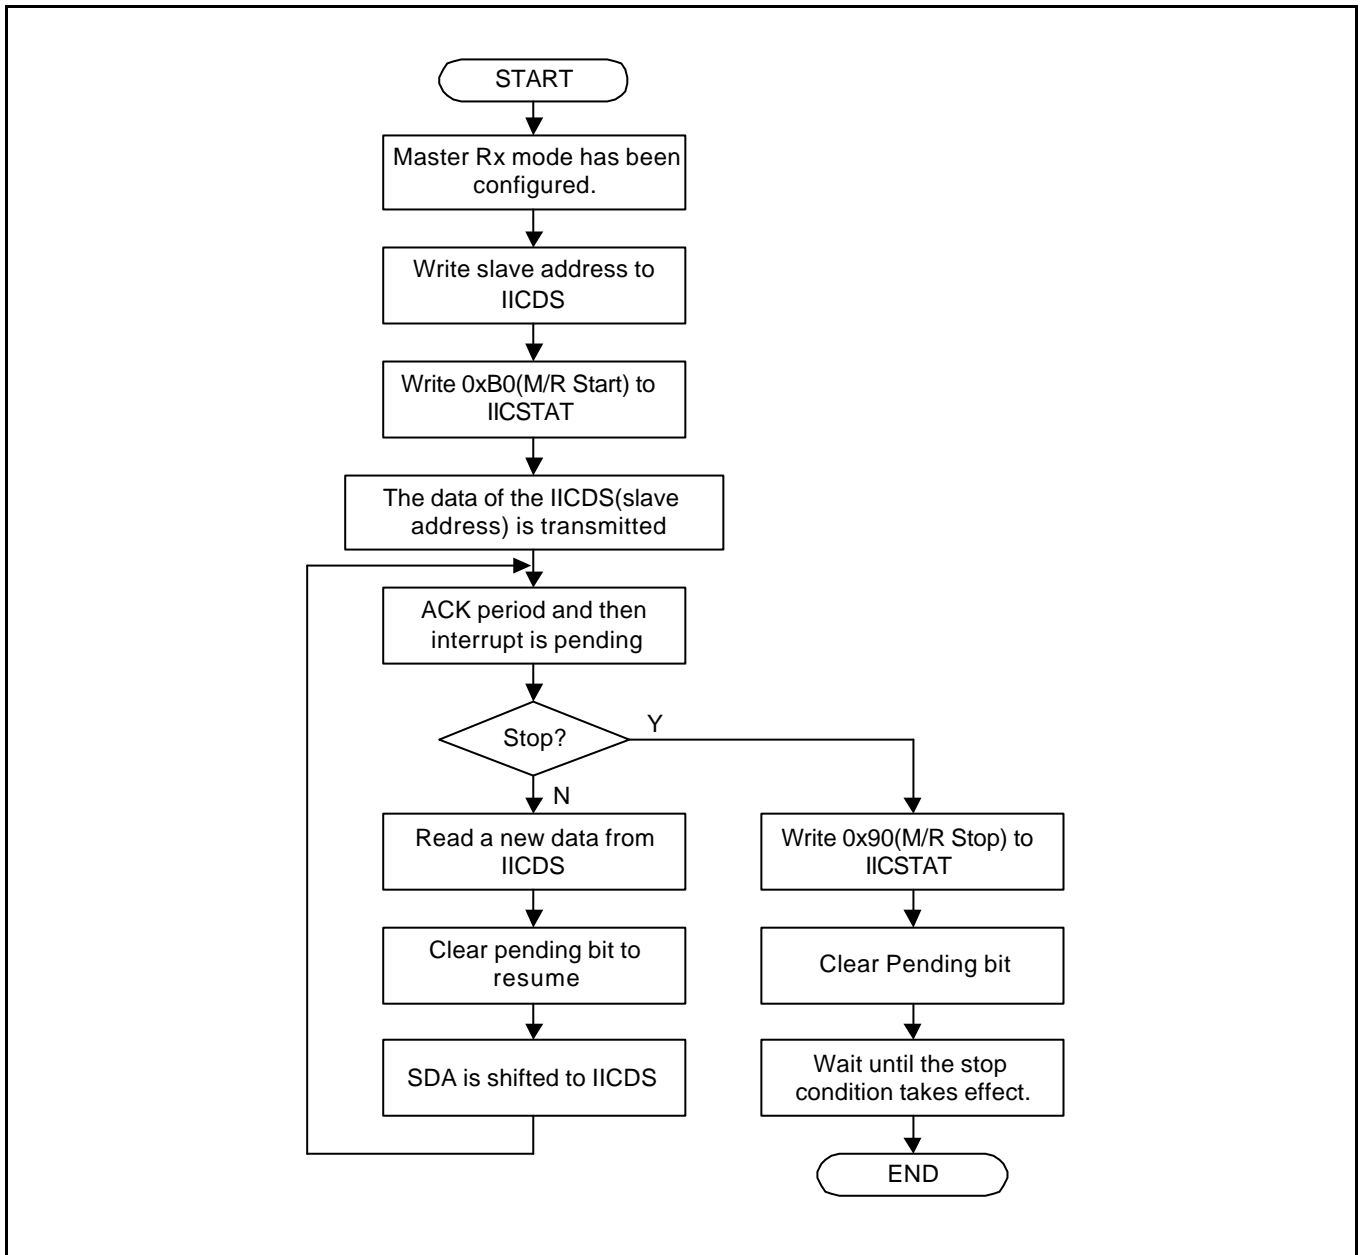 START
Master Rx mode has been
configured.
Write slave address to
IICDS
Write 0xB0(M/R Start) to
IICSTAT
The data of the IICDS(slave
address) is transmitted
ACK period and then
interrupt is pending
Stop?
Y
N
Read a new data from
IICDS
Clear pending bit to
resume
SDA is shifted to IICDS
Write 0x90(M/R Stop) to
IICSTAT
Clear Pending bit
Wait until the stop
condition takes effect.
END